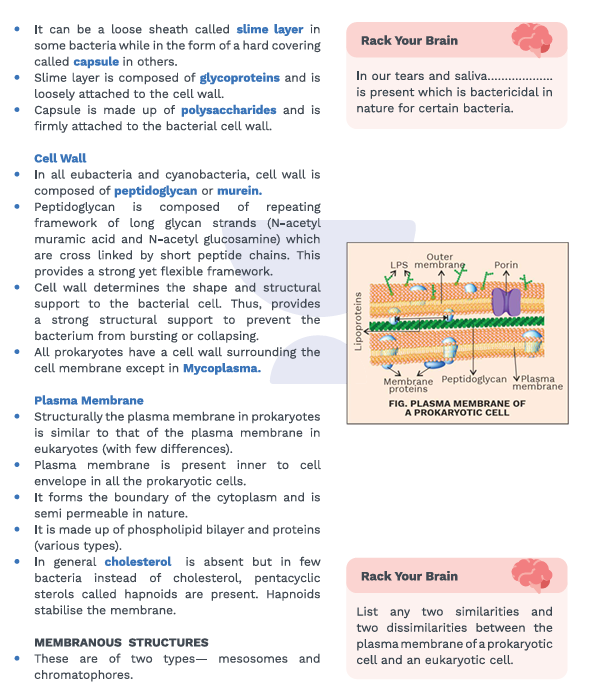 • It can be a loose sheath called slime layer in
some bacteria while in the form of a hard covering
called capsule in others.
• Slime layer is composed of glycoproteins and is
loosely attached to the cell wall.
• Capsule is made up of polysaccharides and is
firmly attached to the bacterial cell wall.
Cell Wall
• In all eubacteria and cyanobacteria, cell wall is
composed of peptidoglycan or murein.
• Peptidoglycan is composed of repeating
framework of long glycan strands (N-acetyl
muramic acid and N-acetyl glucosamine) which
are cross linked by short peptide chains. This
provides a strong yet flexible framework.
• Cell wall determines the shape and structural
support to the bacterial cell. Thus, provides
a strong structural support to prevent the
bacterium from bursting or collapsing.
• All prokaryotes have a cell wall surrounding the
cell membrane except in Mycoplasma.
Plasma Membrane
• Structurally the plasma membrane in prokaryotes
is similar to that of the plasma membrane in
eukaryotes (with few differences).
• Plasma membrane is present inner to cell
envelope in all the prokaryotic cells.
• It forms the boundary of the cytoplasm and is
semi permeable in nature.
• It is made up of phospholipid bilayer and proteins
(various types).
• In general cholesterol is absent but in few
bacteria instead of cholesterol, pentacyclic
sterols called hapnoids are present. Hapnoids
stabilise the membrane.
MEMBRANOUS STRUCTURES
• These are of two types— mesosomes and
chromatophores.
Rack Your Brain
In our tears and saliva...................
is present which is bactericidal in
nature for certain bacteria.
LPS
Outer
membrane
Porin
Lipoproteins
Membrane
proteins
Peptidoglycan
Plasma
membrane
FIG. PLASMA MEMBRANE OF
A PROKARYOTIC CELL
Rack Your Brain
List any two similarities and
two dissimilarities between the
plasma membrane of a prokaryotic
cell and an eukaryotic cell.